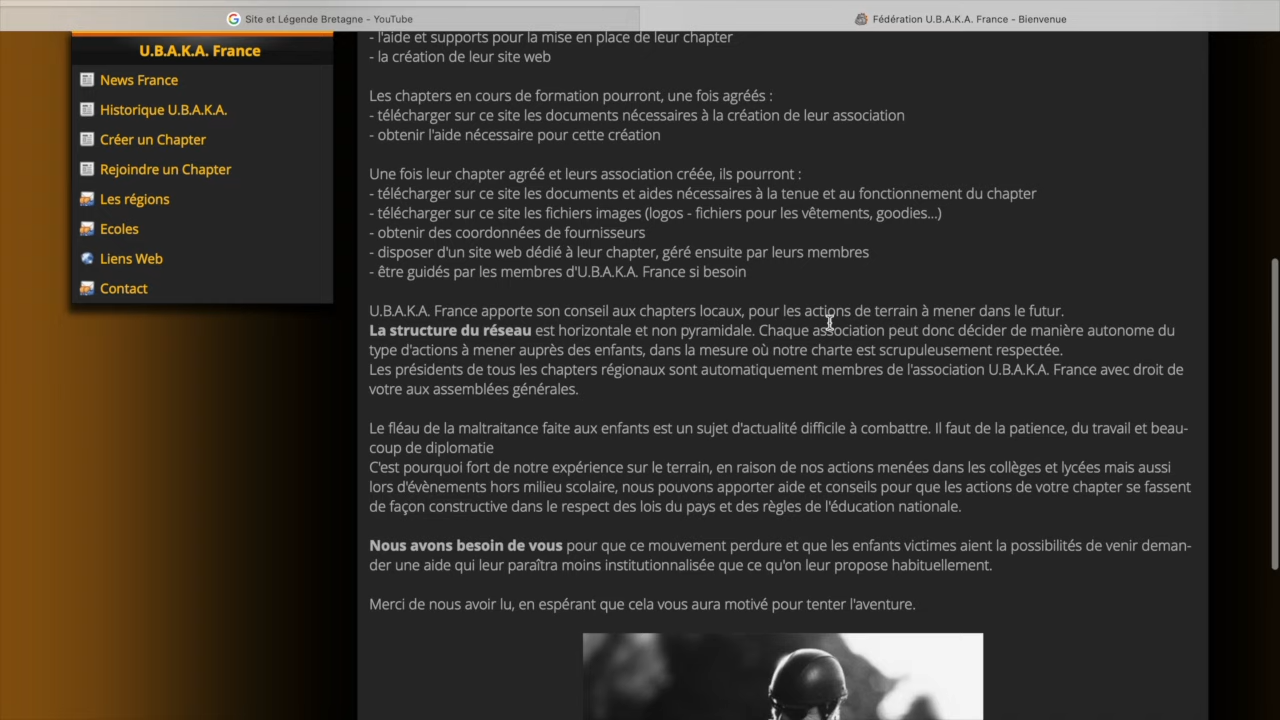 Site et Légende Bretagne - YouTube
Fédération U.B.A.K.A. France - Bienvenue
U.B.A.K.A. France
News France
Historique U.B.A.K.A.
Créer un Chapter
Rejoindre un Chapter
Les régions
Ecoles
Liens Web
Contact
- l'aide et supports pour la mise en place de leur chapter
- la création de leur site web
Les chapters en cours de formation pourront, une fois agréés :
- télécharger sur ce site les documents nécessaires à la création de leur association
- obtenir l'aide nécessaire pour cette création
Une fois leur chapter agréé et leurs association créée, ils pourront :
- télécharger sur ce site les documents et aides nécessaires à la tenue et au fonctionnement du chapter
- télécharger sur ce site les fichiers images (logos - fichiers pour les vêtements, goodies...)
- obtenir des coordonnées de fournisseurs
- disposer d'un site web dédié à leur chapter, géré ensuite par leurs membres
- être guidés par les membres d'U.B.A.K.A. France si besoin
U.B.A.K.A. France apporte son conseil aux chapters locaux, pour les actions de terrain à mener dans le futur.
La structure du réseau est horizontale et non pyramidale. Chaque association peut donc décider de manière autonome du
type d'actions à mener auprès des enfants, dans la mesure où notre charte est scrupuleusement respectée.
Les présidents de tous les chapters régionaux sont automatiquement membres de l'association U.B.A.K.A. France avec droit de
votre aux assemblées générales.
Le fléau de la maltraitance faite aux enfants est un sujet d'actualité difficile à combattre. Il faut de la patience, du travail et beau-
coup de diplomatie
C'est pourquoi fort de notre expérience sur le terrain, en raison de nos actions menées dans les collèges et lycées mais aussi
lors d'évènements hors milieu scolaire, nous pouvons apporter aide et conseils pour que les actions de votre chapter se fassent
de façon constructive dans le respect des lois du pays et des règles de l'éducation nationale.
Nous avons besoin de vous pour que ce mouvement perdure et que les enfants victimes aient la possibilités de venir deman-
der une aide qui leur paraîtra moins institutionnalisée que ce qu'on leur propose habituellement.
Merci de nous avoir lu, en espérant que cela vous aura motivé pour tenter l'aventure.